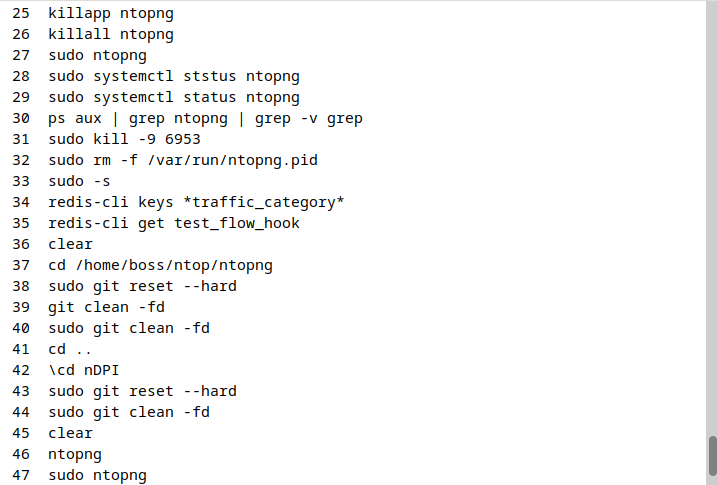 25 killapp ntopng
26 killall ntopng
27 sudo ntopng
28 sudo systemctl ststus ntopng
29 sudo systemctl status ntopng
30 ps aux | grep ntopng | grep -v grep
31 sudo kill -9 6953
32 sudo rm -f /var/run/ntopng.pid
33 sudo -s
34 redis-cli keys *traffic_category*
35 redis-cli get test_flow_hook
36 clear
37 cd /home/boss/ntop/ntopng
38 sudo git reset --hard
39 git clean -fd
40 sudo git clean -fd
41 cd ..
42 \cd nDPI
43 sudo git reset --hard
44 sudo git clean -fd
45 clear
46 ntopng
47 sudo ntopng